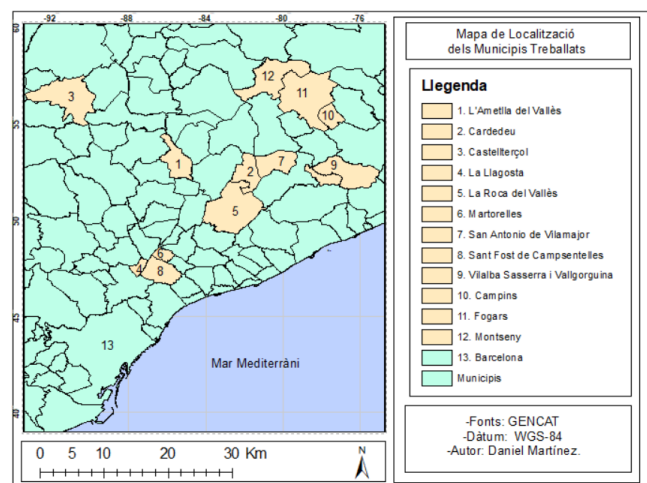 -92 -88 -84 -80 -76
60
55
50
45
40
3
12
11
10
1
2
7
9
5
6
4
8
13
Mar Mediterràni
0 5 10 20 30 Km
N
Mapa de Localització
dels Municipis Treballats
Llegenda
1. L'Ametlla del Vallès
2. Cardedeu
3. Castellterçol
4. La Llagosta
5. La Roca del Vallès
6. Martorelles
7. San Antonio de Vilamajor
8. Sant Fost de Campsentelles
9. Vilalba Sasserra i Vallgorguina
10. Campins
11. Fogars
12. Montseny
13. Barcelona
Municipis
-Fonts: GENCAT
-Dàtum: WGS-84
-Autor: Daniel Martínez.